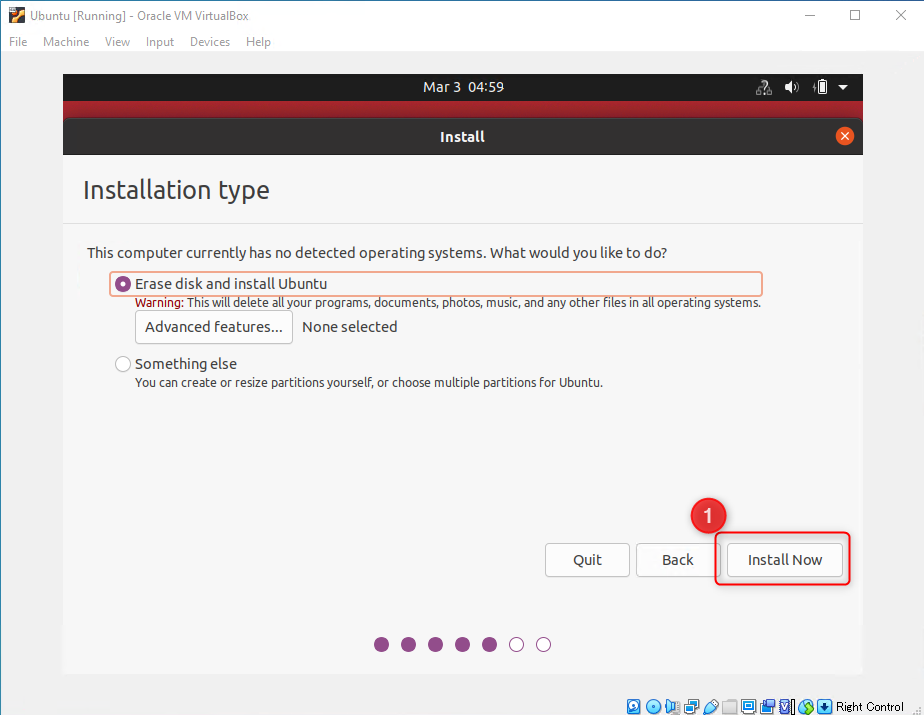 Ubuntu [Running] - Oracle VM VirtualBox
File Machine View Input Devices Help
Mar 3 04:59
Install
Installation type
This computer currently has no detected operating systems. What would you like to do?
Erase disk and install Ubuntu
Warning: This will delete all your programs, documents, photos, music, and any other files in all operating systems.
Advanced features... None selected
Something else
You can create or resize partitions yourself, or choose multiple partitions for Ubuntu.
1
Quit Back Install Now
Right Control